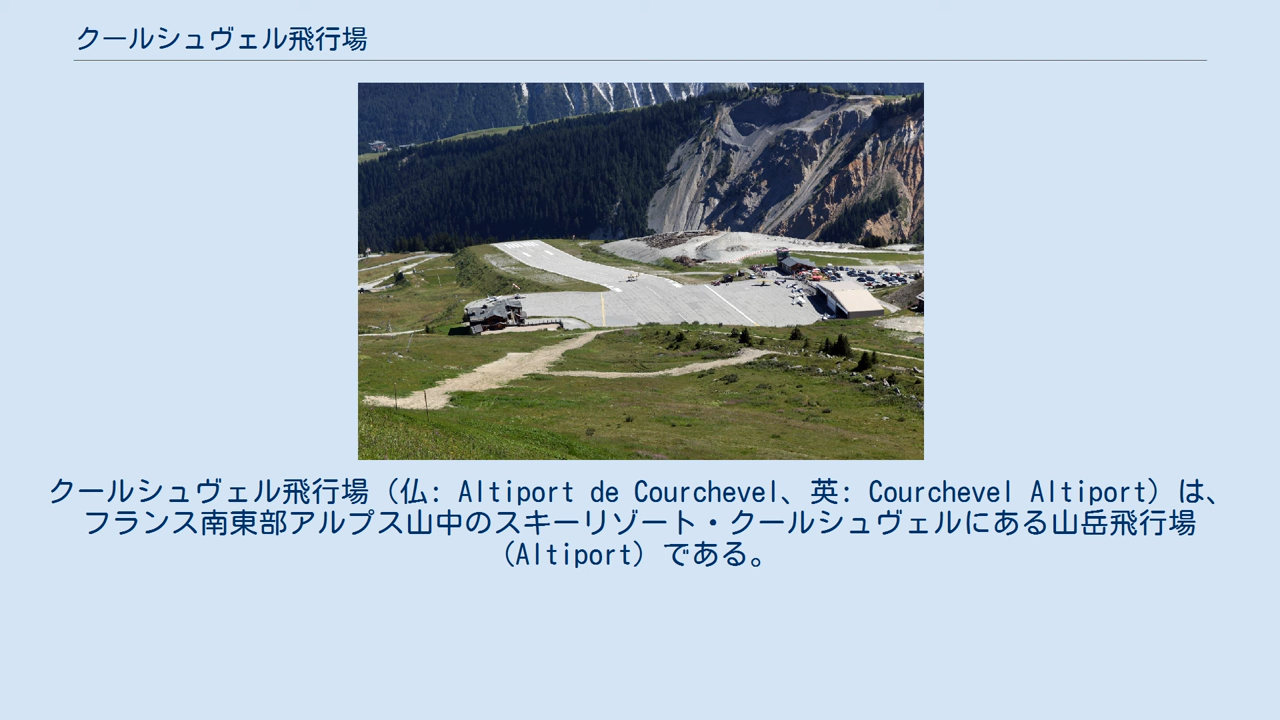 クールシュヴェル飛行場
クールシュヴェル飛行場（仏: Altiport de Courchevel、英: Courchevel Altiport）は、
フランス南東部アルプス山中のスキーリゾート・クールシュヴェルにある山岳飛行場
（Altiport）である。